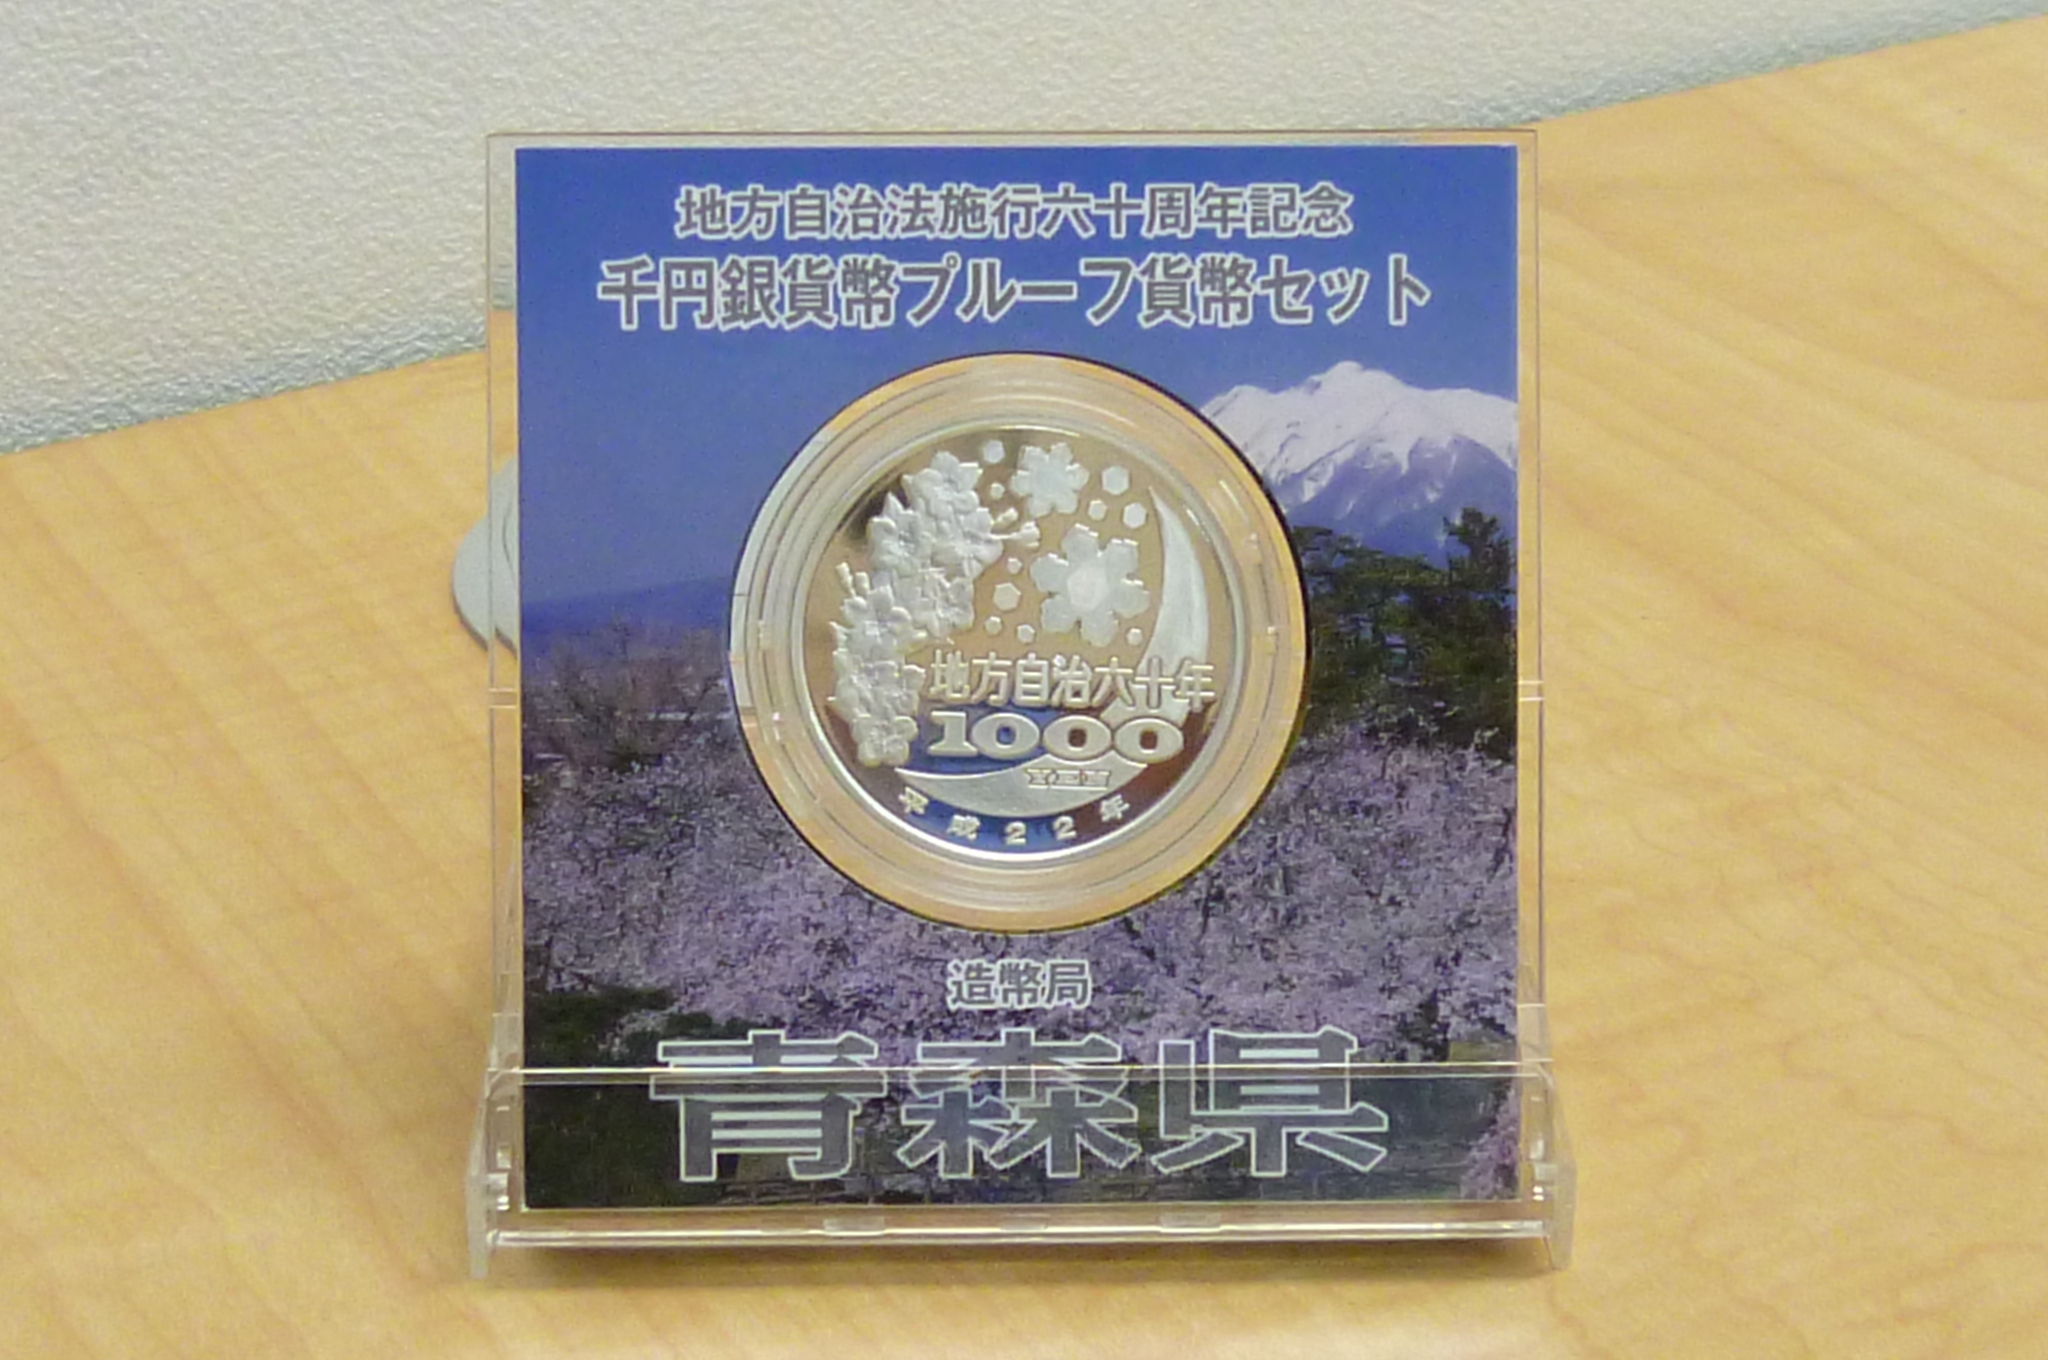 地方自治法施行六十周年記念
千円銀貨幣プルーフ貨幣セット
地方自治六十年
1000
YEN
平成22年
造幣局
青森県